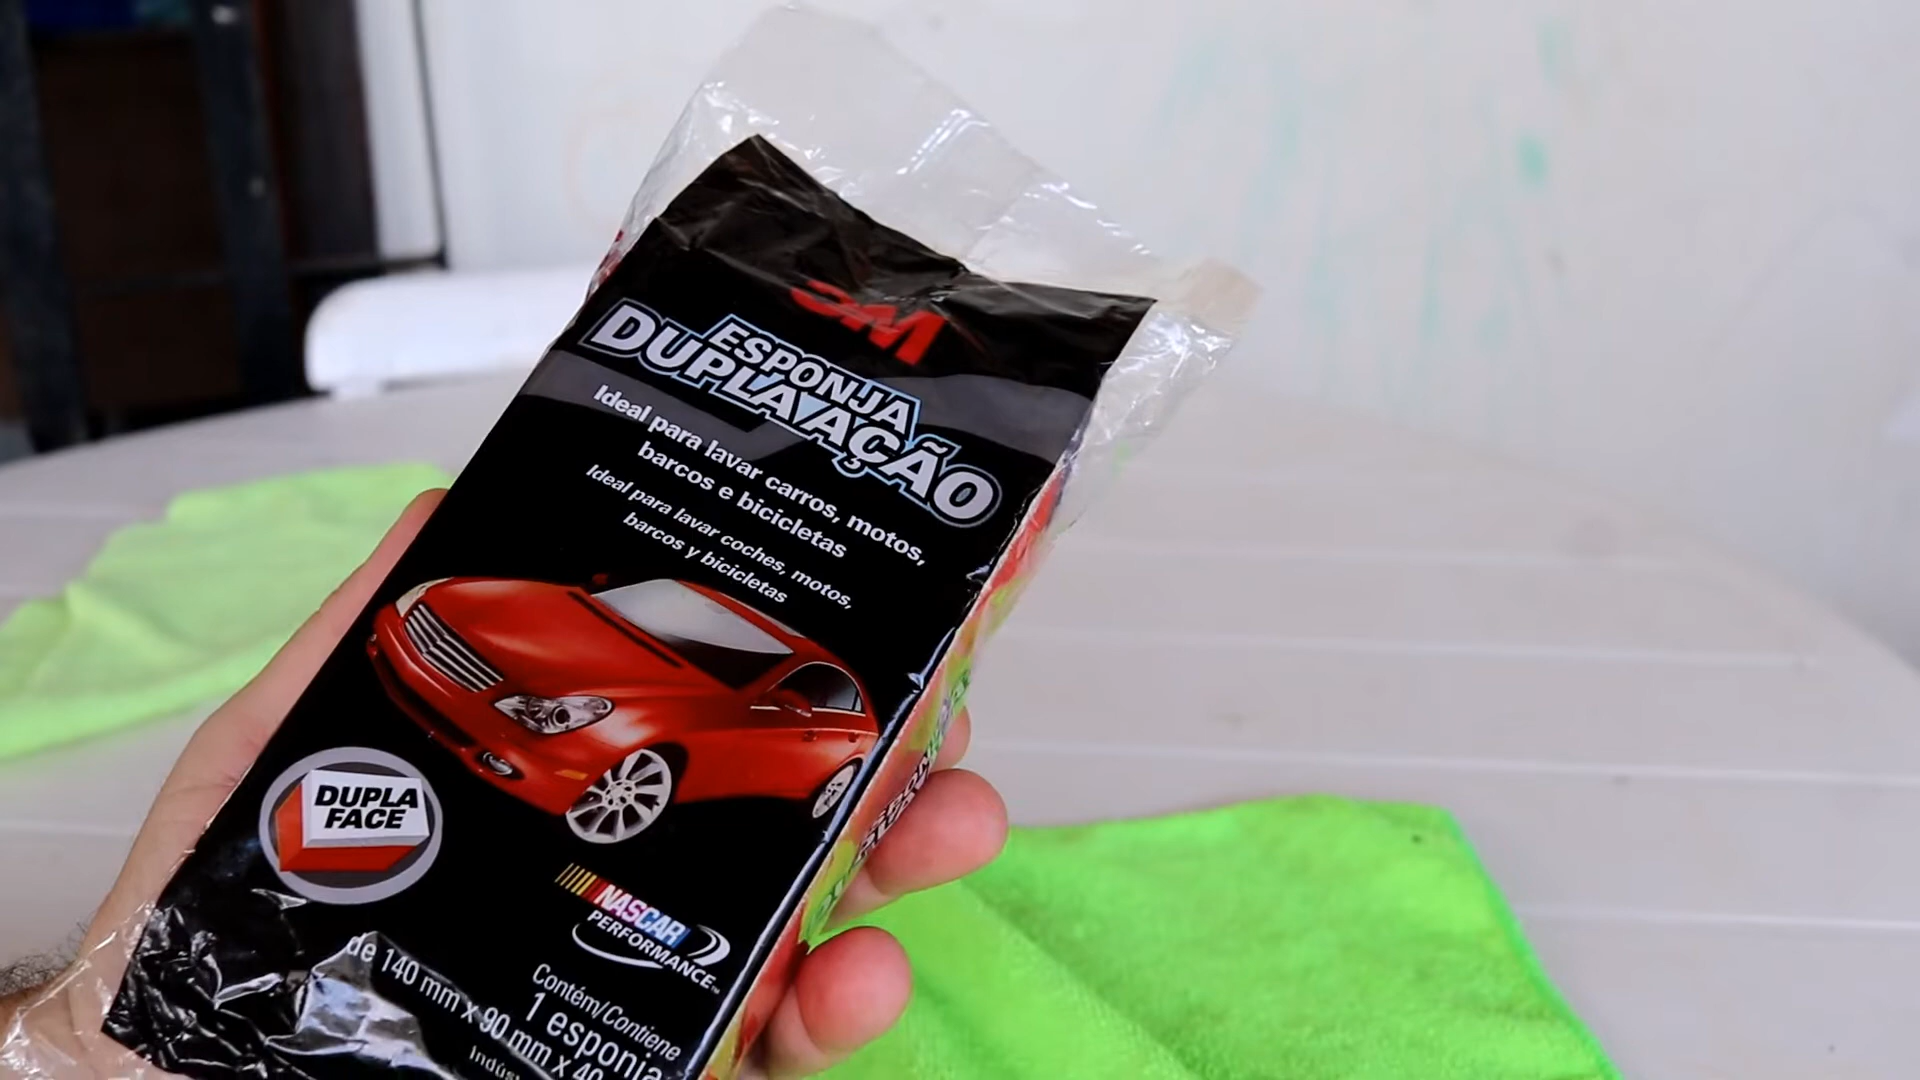 3M
ESPONJA
DUPLA AÇÃO
Ideal para lavar carros, motos,
barcos e bicicletas
Ideal para lavar coches, motos,
barcos y bicicletas
DUPLA
FACE
NASCAR
PERFORMANCE
Contém/Contiene
1 esponja
de 140 mm x 90 mm x 40